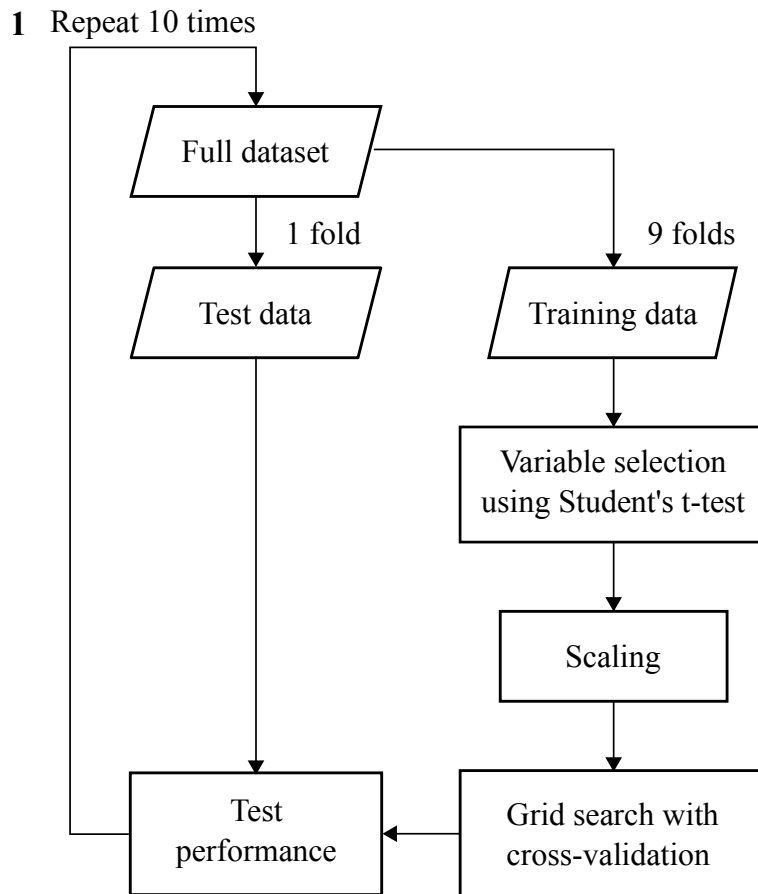 1 Repeat 10 times
Full dataset
1 fold
9 folds
Test data
Training data
Variable selection
using Student's t-test
Scaling
Test
performance
Grid search with
cross-validation